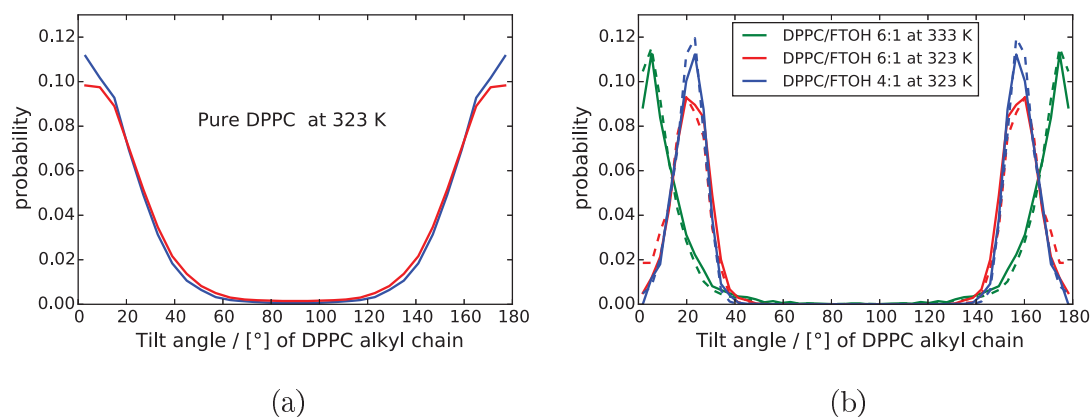 0.12
0.10
0.08
0.06
0.04
0.02
0.00
probability
Pure DPPC at 323 K
0 20 40 60 80 100 120 140 160 180
Tilt angle / [°] of DPPC alkyl chain
(a)
0.12
0.10
0.08
0.06
0.04
0.02
0.00
probability
DPPC/FTOH 6:1 at 333 K
DPPC/FTOH 6:1 at 323 K
DPPC/FTOH 4:1 at 323 K
0 20 40 60 80 100 120 140 160 180
Tilt angle / [°] of DPPC alkyl chain
(b)